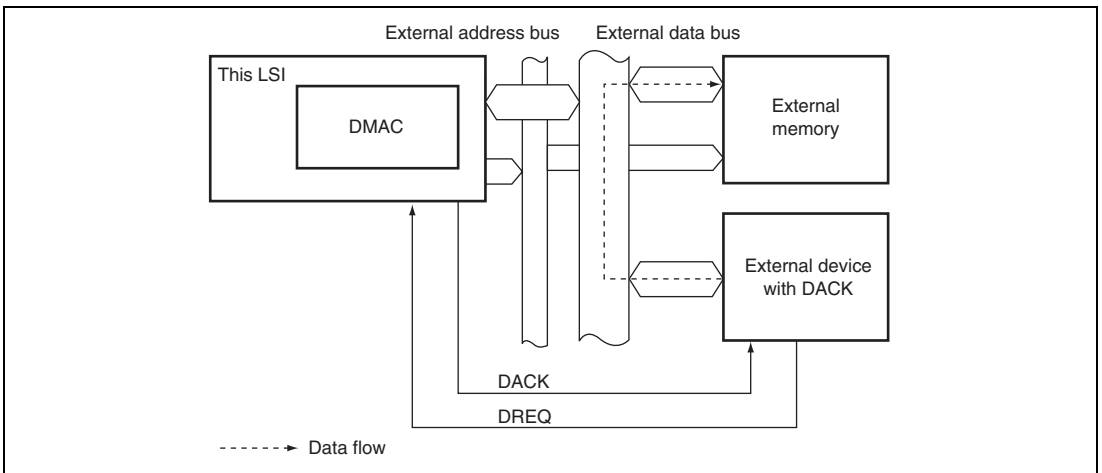 External address bus
External data bus
This LSI
DMAC
External
memory
External device
with DACK
DACK
DREQ
Data flow